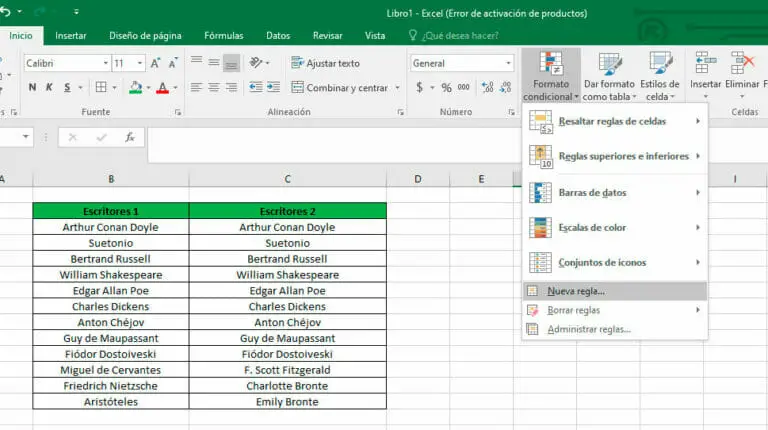 Libro1 - Excel (Error de activación de productos)
Inicio Insertar Diseño de página Fórmulas Datos Revisar Vista ¿Qué desea hacer?
Calibri 11 A A Ajustar texto General Formato condicional Dar formato como tabla Estilos de celda Insertar Eliminar
N K S A Combinar y centrar $ % 000
Fuente Alineación Número Celdas
fx
Resaltar reglas de celdas
Reglas superiores e inferiores
Barras de datos
Escalas de color
Conjuntos de iconos
Nueva regla...
Borrar reglas
Administrar reglas...
A B C D E I
Escritores 1 Escritores 2
Arthur Conan Doyle Arthur Conan Doyle
Suetonio Suetonio
Bertrand Russell Bertrand Russell
William Shakespeare William Shakespeare
Edgar Allan Poe Edgar Allan Poe
Charles Dickens Charles Dickens
Anton Chéjov Anton Chéjov
Guy de Maupassant Guy de Maupassant
Fiódor Dostoiveski Fiódor Dostoiveski
Miguel de Cervantes F. Scott Fitzgerald
Friedrich Nietzsche Charlotte Bronte
Aristóteles Emily Bronte